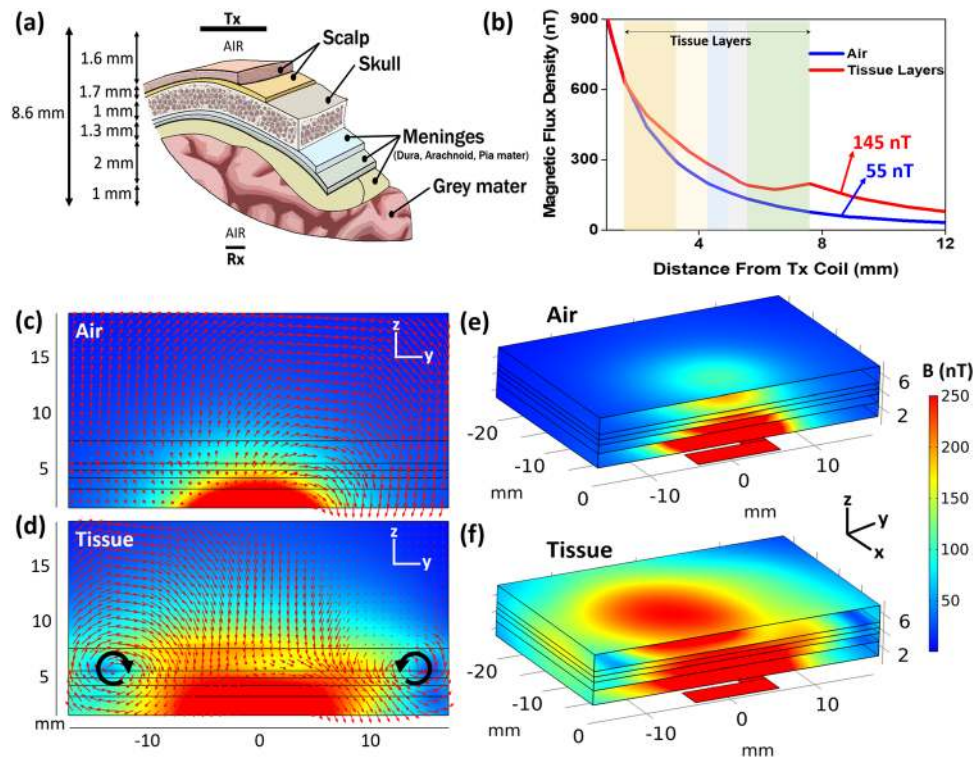 (a)
Tx
AIR
Scalp
Skull
Meninges
(Dura, Arachnoid, Pia mater)
Grey mater
AIR
Rx
8.6 mm
1.6 mm
1.7 mm
1 mm
1.3 mm
2 mm
1 mm
(b)
Magnetic Flux Density (nT)
900
600
300
0
Tissue Layers
Air
Tissue Layers
145 nT
55 nT
4
8
12
Distance From Tx Coil (mm)
(c)
Air
z
y
15
10
5
(d)
Tissue
z
y
15
10
5
mm
-10
0
10
(e)
Air
6
2
-20
-10
0
mm
-10
0
10
mm
B (nT)
250
200
150
100
50
z
y
x
(f)
Tissue
6
2
-20
-10
0
mm
-10
0
10
mm